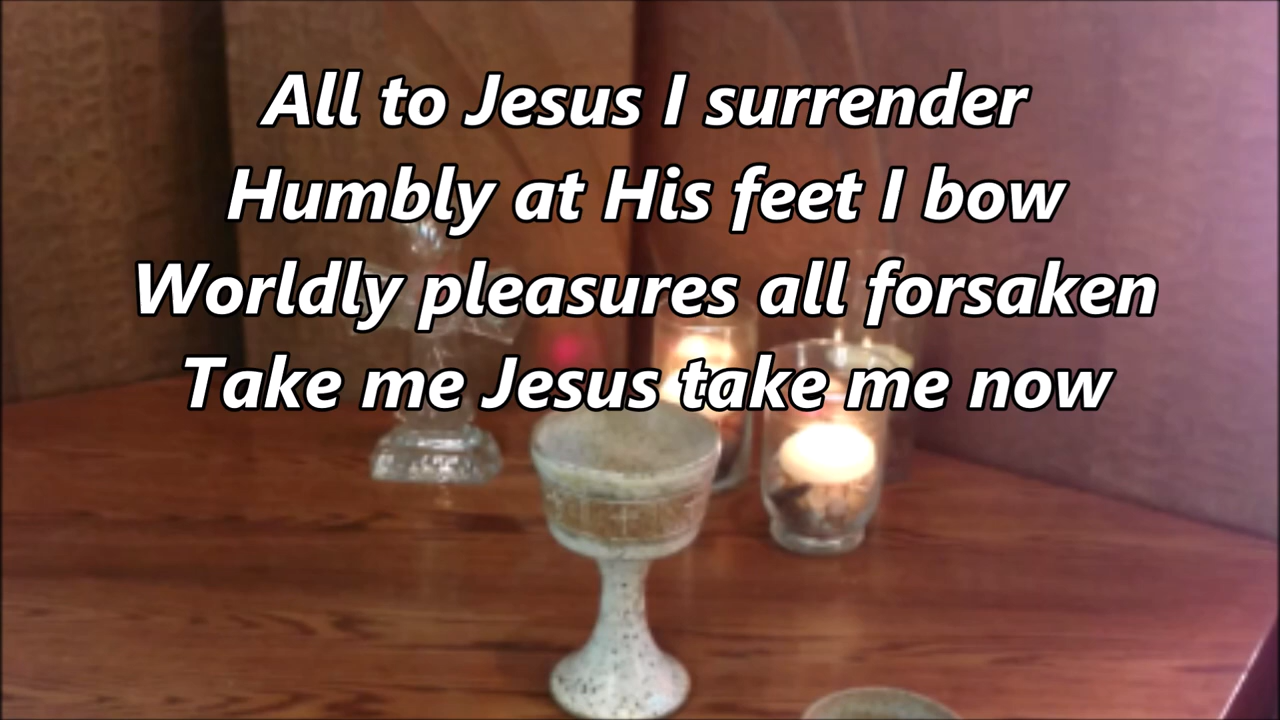 All to Jesus I surrender
Humbly at His feet I bow
Worldly pleasures all forsaken
Take me Jesus take me now